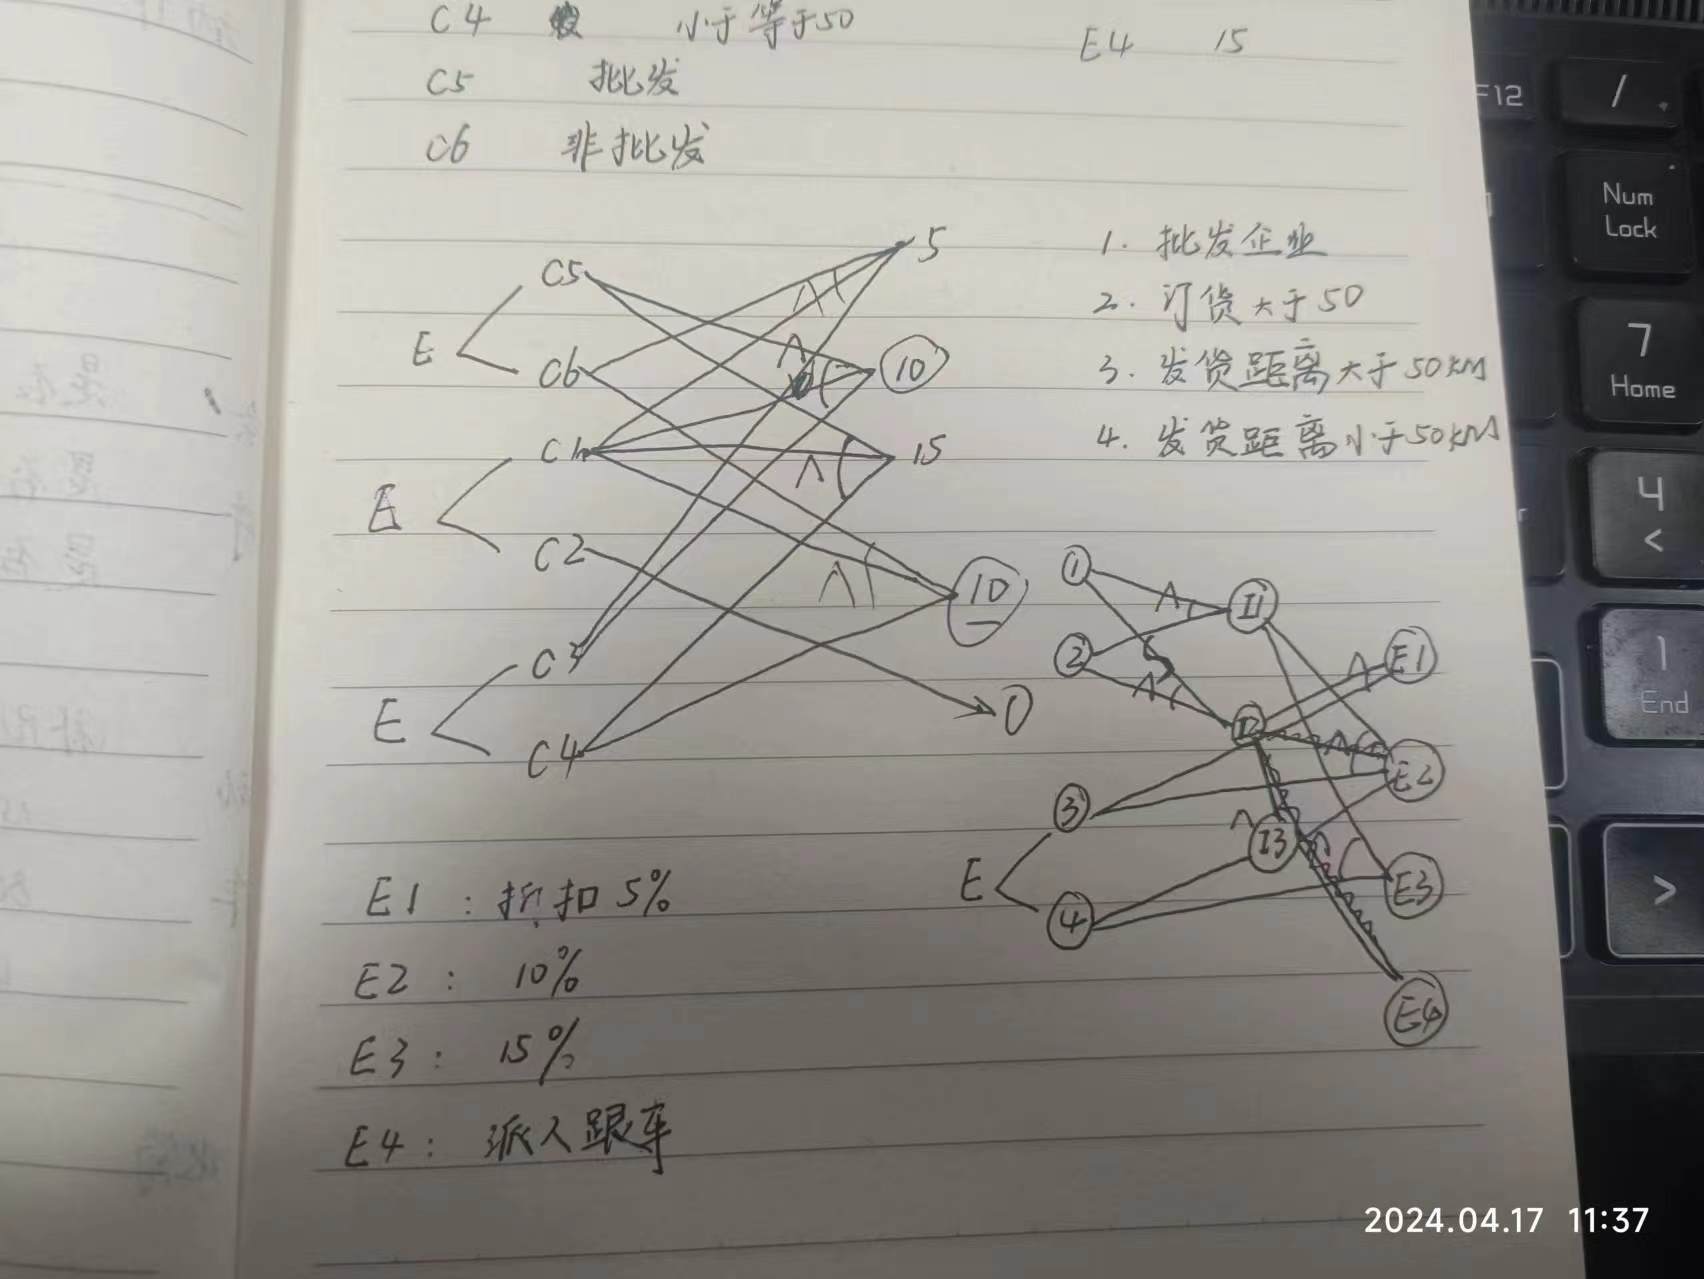 C4 小于等于50
E4 15
C5 批发
C6 非批发
5
C5
1. 批发企业
2. 订货大于50
E
C6
10
3. 发货距离大于50KM
C1
15
4. 发货距离小于50KM
E
C2
10
1
I1
2
E1
C3
I2
E
0
C4
E2
3
I3
E
E3
4
E1: 折扣5%
E2: 10%
E4
E3: 15%
E4: 派人跟车
F12
/
Num
Lock
7
Home
4
<
1
End
>
2024.04.17 11:37